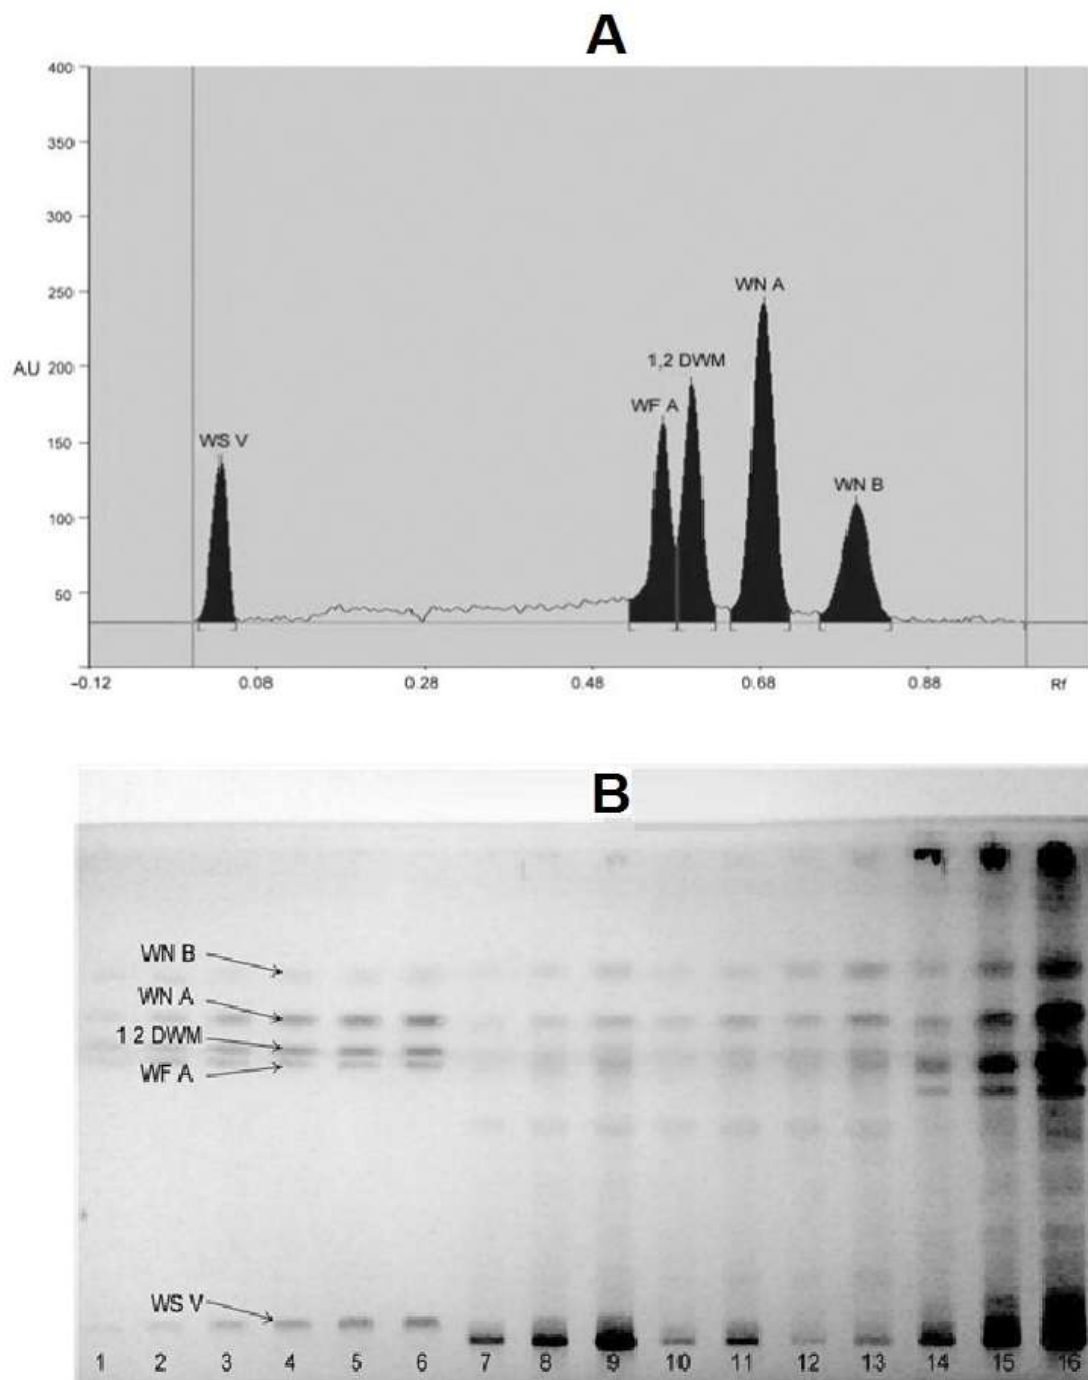 A
400
350
300
250
AU 200
150
100
50
WS V
WF A
1,2 DWM
WN A
WN B
-0.12 0.08 0.28 0.48 0.68 0.88 Rf
B
WN B
WN A
1 2 DWM
WF A
WS V
1 2 3 4 5 6 7 8 9 10 11 12 13 14 15 16